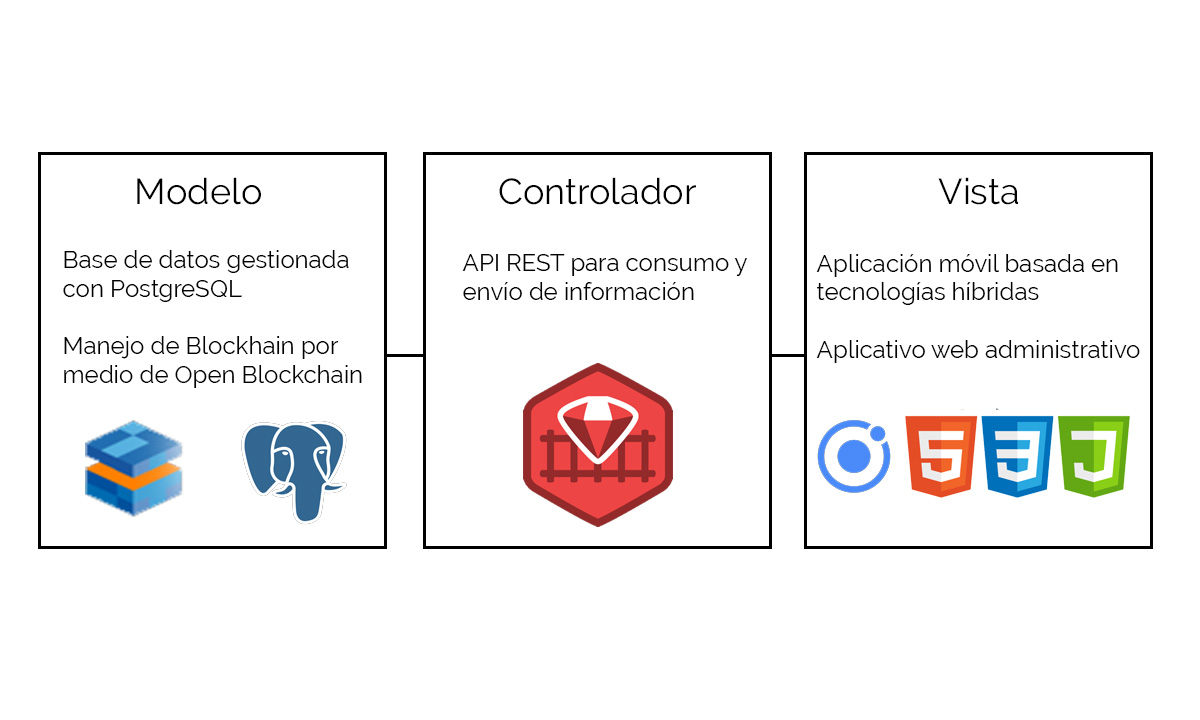 Modelo
Base de datos gestionada
con PostgreSQL
Manejo de Blockhain por
medio de Open Blockchain
Controlador
API REST para consumo y
envío de información
Vista
Aplicación móvil basada en
tecnologías híbridas
Aplicativo web administrativo